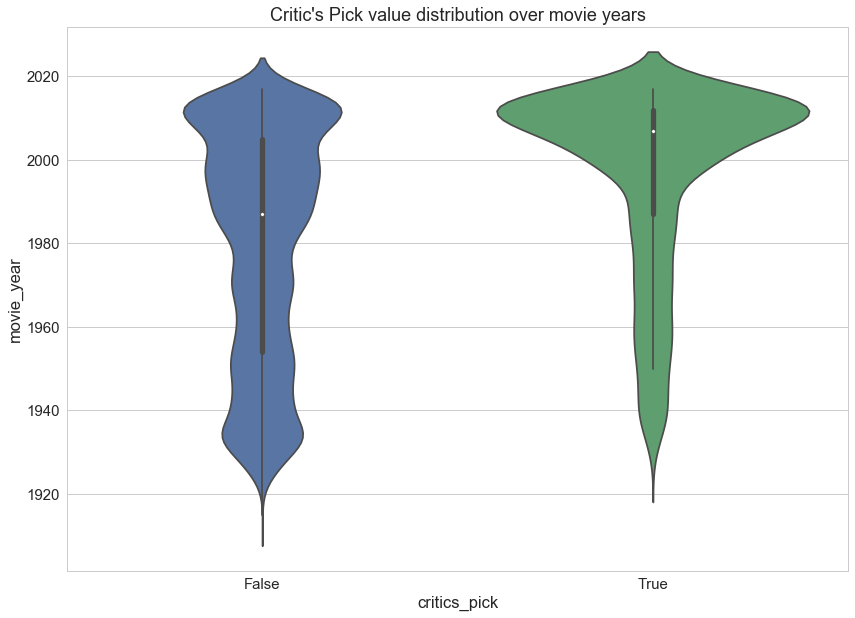 Critic's Pick value distribution over movie years
2020
2000
1980
1960
1940
1920
movie_year
False
True
critics_pick